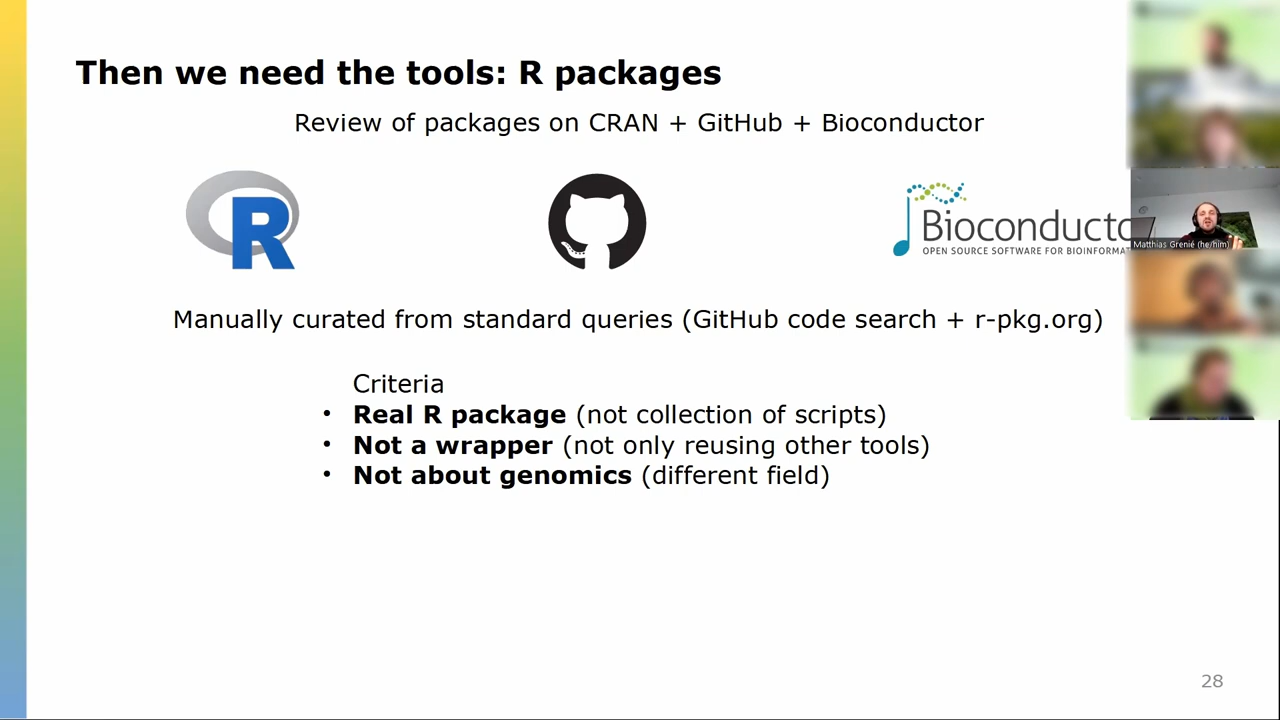 Then we need the tools: R packages
Review of packages on CRAN + GitHub + Bioconductor
R
Bioconducto
OPEN SOURCE SOFTWARE FOR BIOINFORMAT
Matthias Grenié (he/him)
Manually curated from standard queries (GitHub code search + r-pkg.org)
Criteria
• Real R package (not collection of scripts)
• Not a wrapper (not only reusing other tools)
• Not about genomics (different field)
28